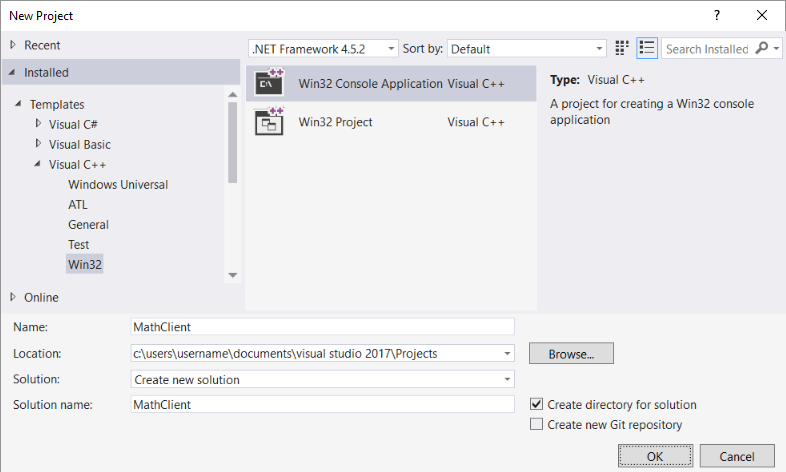 New Project
?
Recent
.NET Framework 4.5.2 Sort by: Default Search Installed
Installed
Templates
Visual C#
Visual Basic
Visual C++
Windows Universal
ATL
General
Test
Win32
Online
C:\
Win32 Console Application Visual C++
Win32 Project Visual C++
Type: Visual C++
A project for creating a Win32 console
application
Name: MathClient
Location: c:\users\username\documents\visual studio 2017\Projects Browse...
Solution: Create new solution
Solution name: MathClient
Create directory for solution
Create new Git repository
OK Cancel